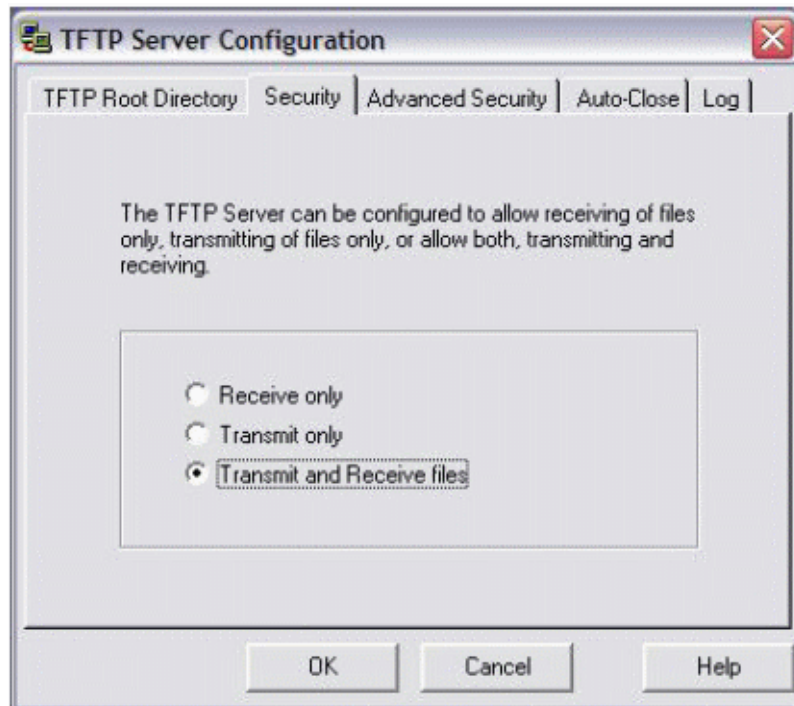 TFTP Server Configuration
TFTP Root Directory Security Advanced Security Auto-Close Log
The TFTP Server can be configured to allow receiving of files
only, transmitting of files only, or allow both, transmitting and
receiving.
Receive only
Transmit only
Transmit and Receive files
OK Cancel Help